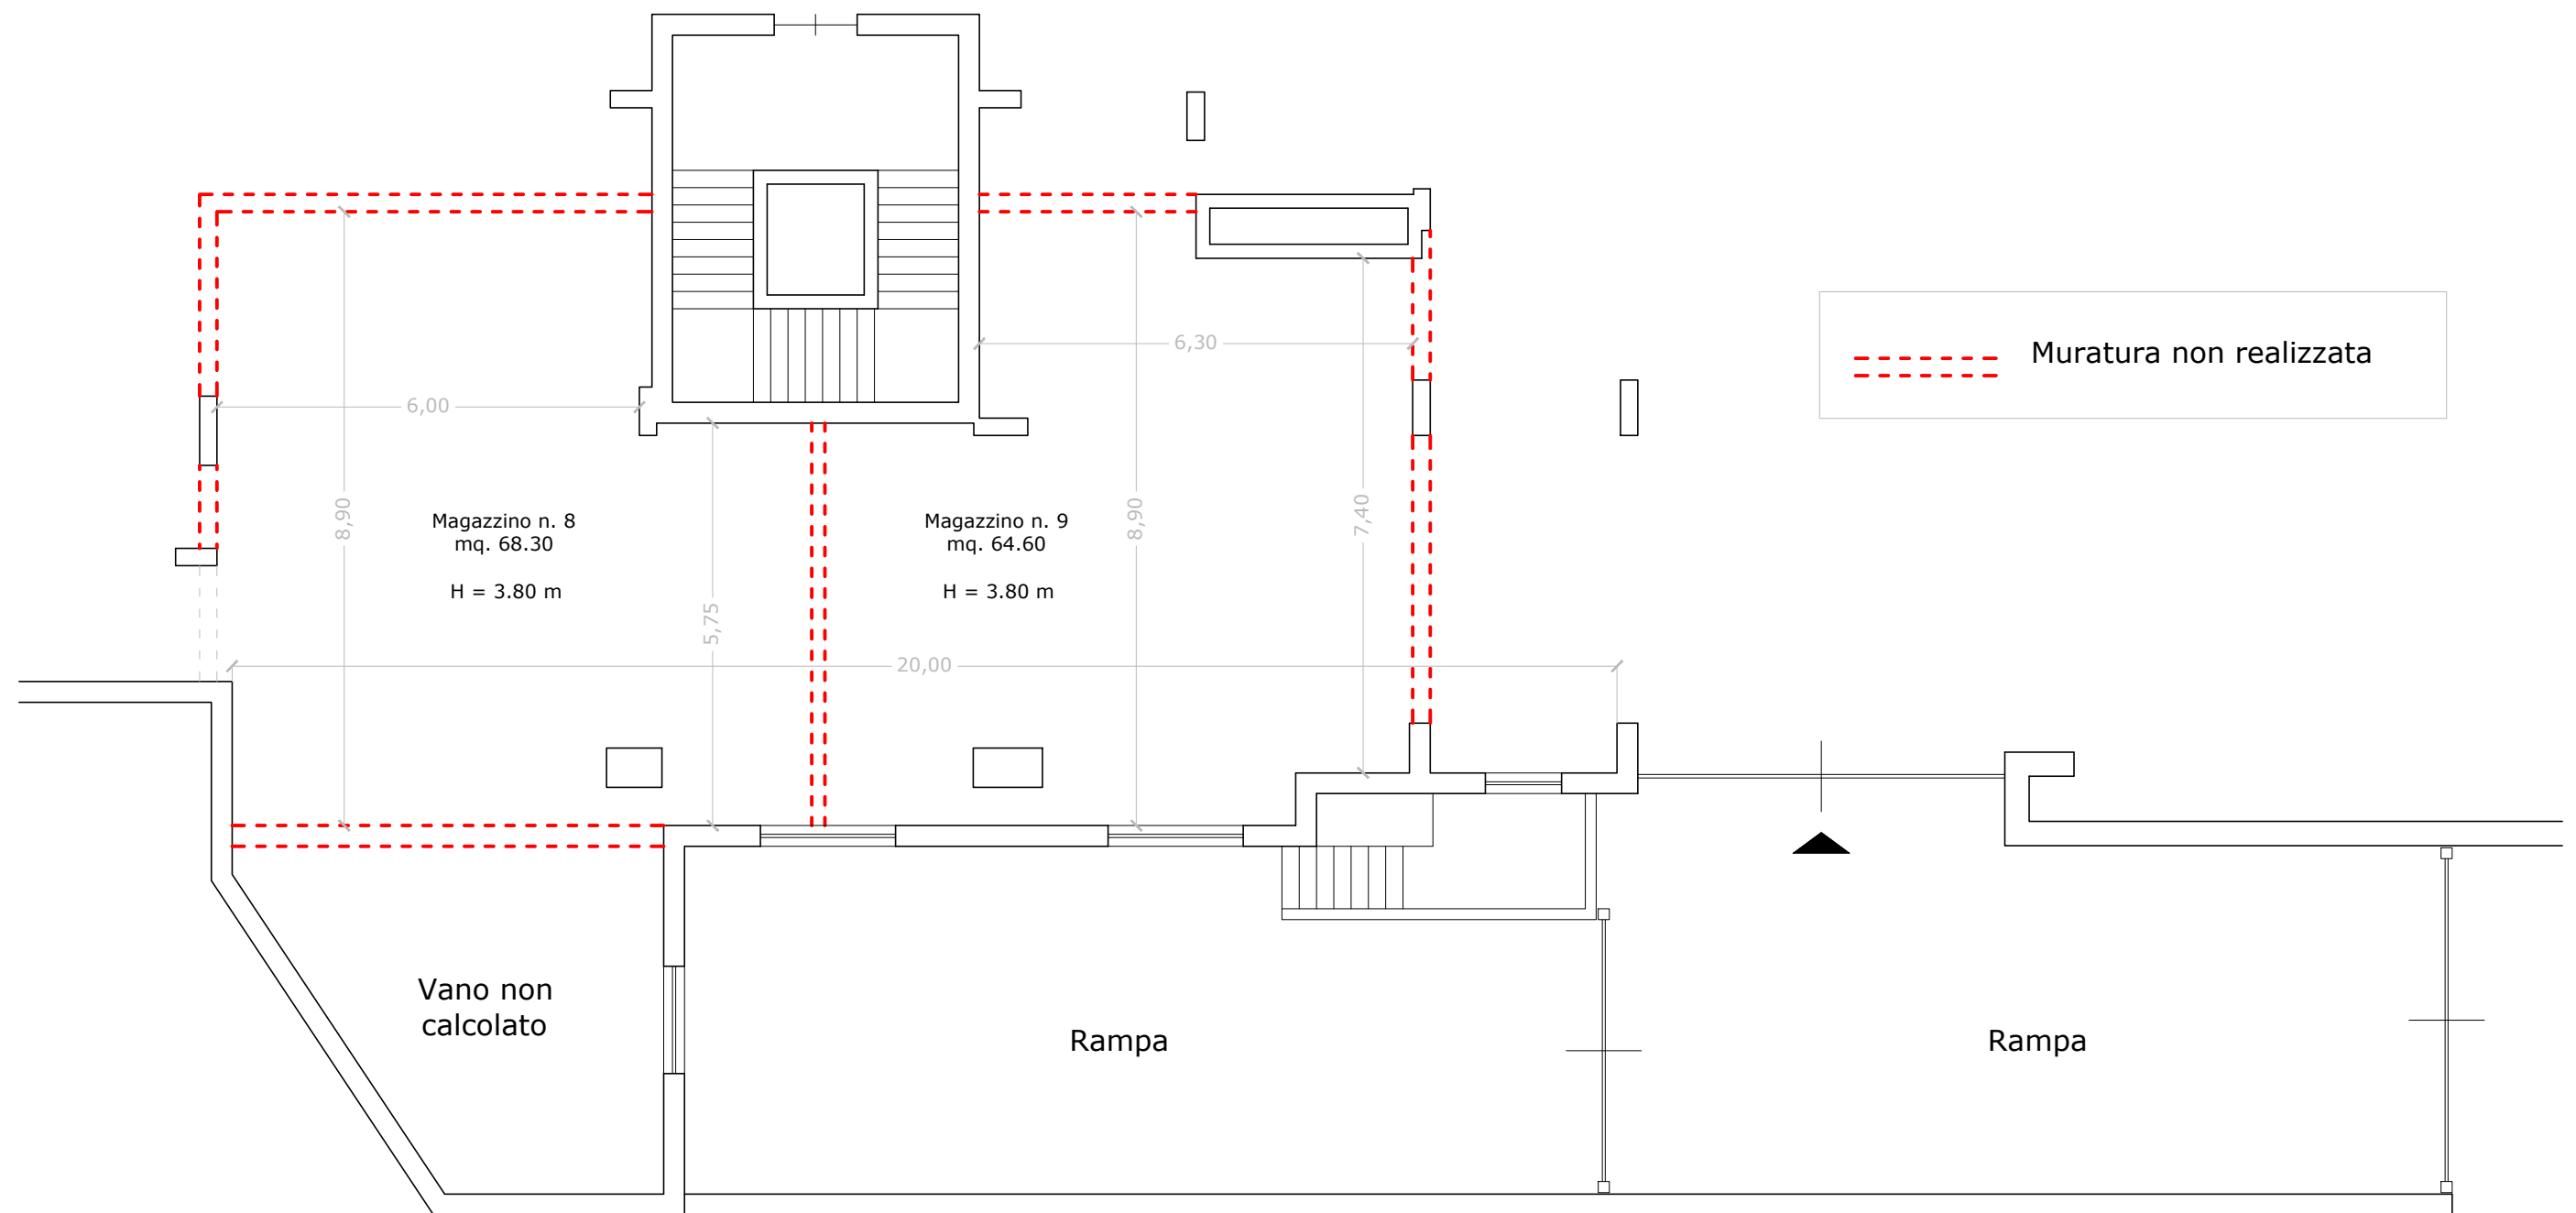 6,30
Muratura non realizzata
6,00
8,90
Magazzino n. 8
mq. 68.30
H = 3.80 m
5,75
Magazzino n. 9
mq. 64.60
H = 3.80 m
8,90
7,40
20,00
Vano non
calcolato
Rampa
Rampa